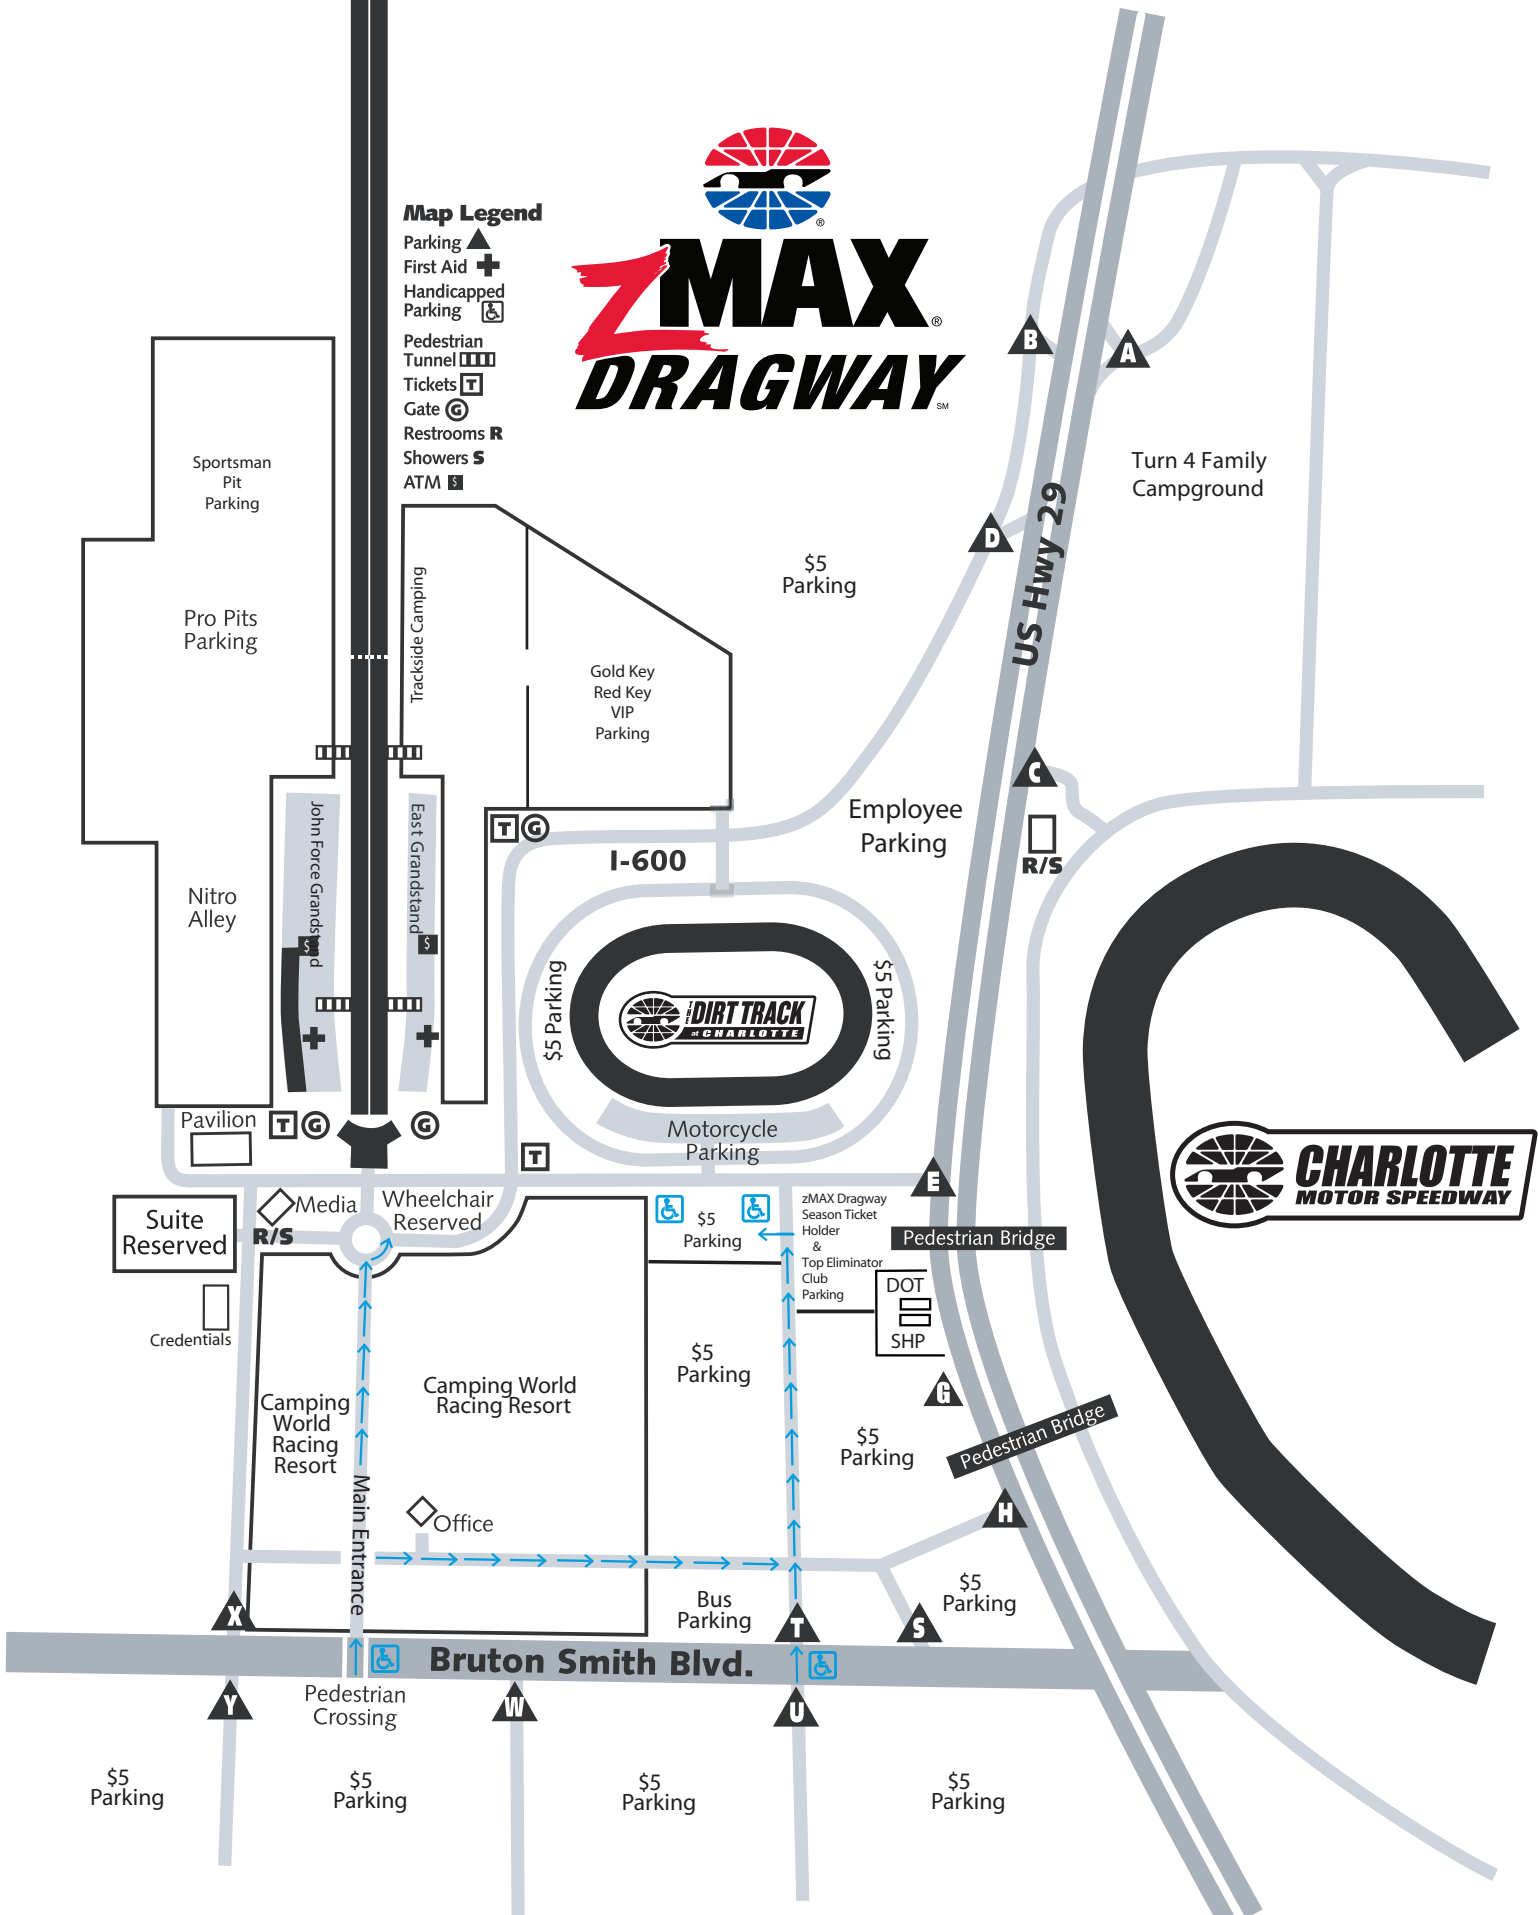 Map Legend
Parking
First Aid
Handicapped
Parking
Pedestrian
Tunnel
Tickets T
Gate G
Restrooms R
Showers S
ATM $
®
zMAX®
DRAGWAY SM
B
A
Sportsman
Pit
Parking
Turn 4 Family
Campground
US Hwy 29
D
$5
Parking
Pro Pits
Parking
Trackside Camping
Gold Key
Red Key
VIP
Parking
C
R/S
Employee
Parking
John Force Grandstand
East Grandstand
T G
I-600
Nitro
Alley
$
$
$5 Parking
THE DIRT TRACK
at CHARLOTTE
$5 Parking
Motorcycle
Parking
Pavilion
T G
G
T
CHARLOTTE
MOTOR SPEEDWAY
E
Suite
Reserved
Media
R/S
Wheelchair
Reserved
$5
Parking
zMAX Dragway
Season Ticket
Holder
&
Top Eliminator
Club
Parking
Pedestrian Bridge
DOT
SHP
Credentials
$5
Parking
G
Camping
World
Racing
Resort
Camping World
Racing Resort
$5
Parking
Pedestrian Bridge
Main Entrance
Office
H
Bus
Parking
$5
Parking
X
T
S
Bruton Smith Blvd.
Y
Pedestrian
Crossing
W
U
$5
Parking
$5
Parking
$5
Parking
$5
Parking